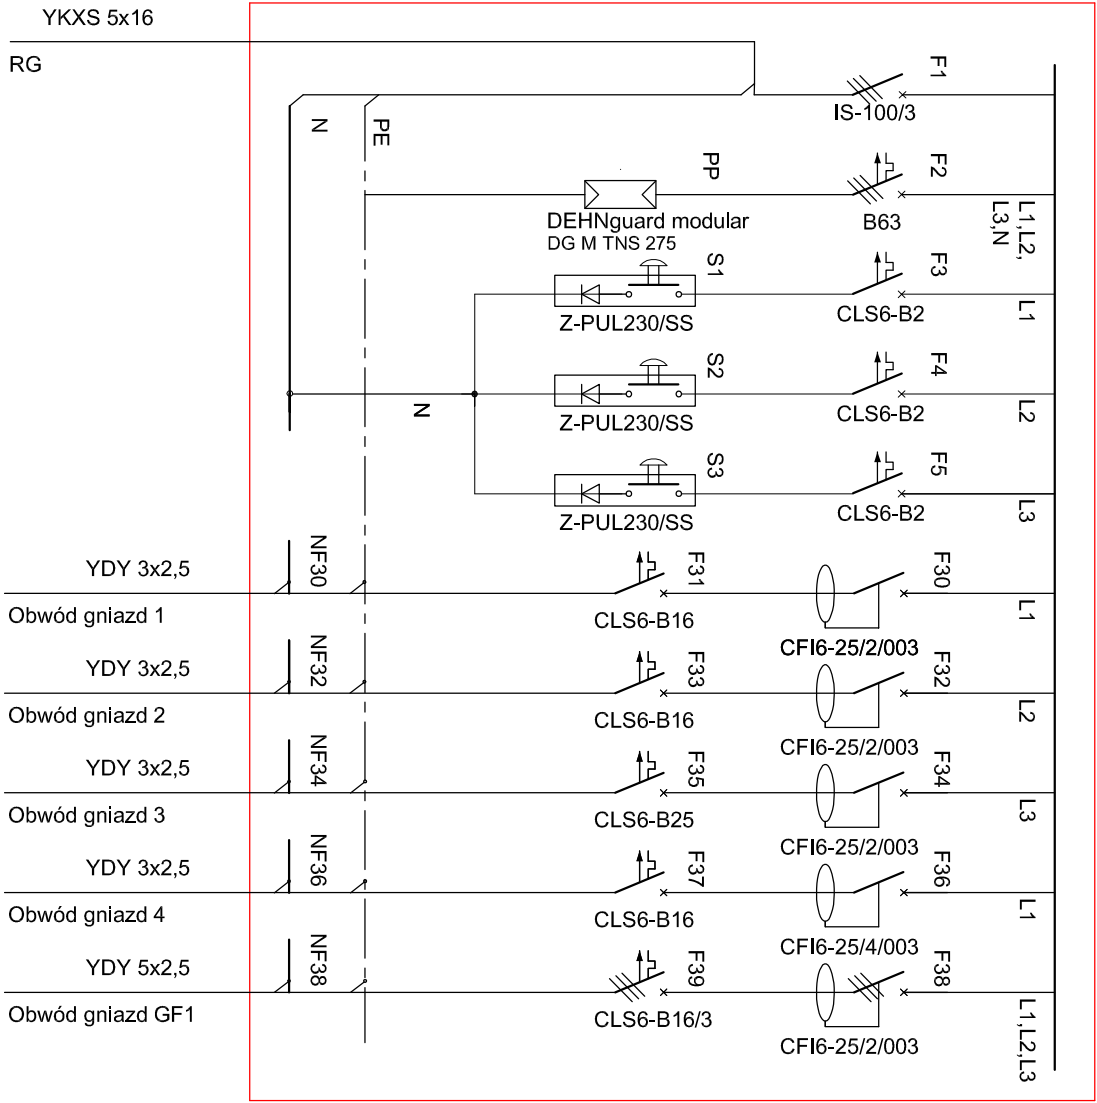 YKXS 5x16
RG
N
PE
F1
IS-100/3
PP
F2
DEHNguard modular
DG M TNS 275
B63
L1,L2,
L3,N
S1
F3
Z-PUL230/SS
CLS6-B2
L1
S2
F4
Z-PUL230/SS
CLS6-B2
L2
N
S3
F5
Z-PUL230/SS
CLS6-B2
L3
YDY 3x2,5
NF30
F31
F30
Obwód gniazd 1
CLS6-B16
CFI6-25/2/003
L1
YDY 3x2,5
NF32
F33
F32
Obwód gniazd 2
CLS6-B16
CFI6-25/2/003
L2
YDY 3x2,5
NF34
F35
F34
Obwód gniazd 3
CLS6-B25
CFI6-25/2/003
L3
YDY 3x2,5
NF36
F37
F36
Obwód gniazd 4
CLS6-B16
CFI6-25/4/003
L1
YDY 5x2,5
NF38
F39
F38
Obwód gniazd GF1
CLS6-B16/3
CFI6-25/2/003
L1,L2,L3